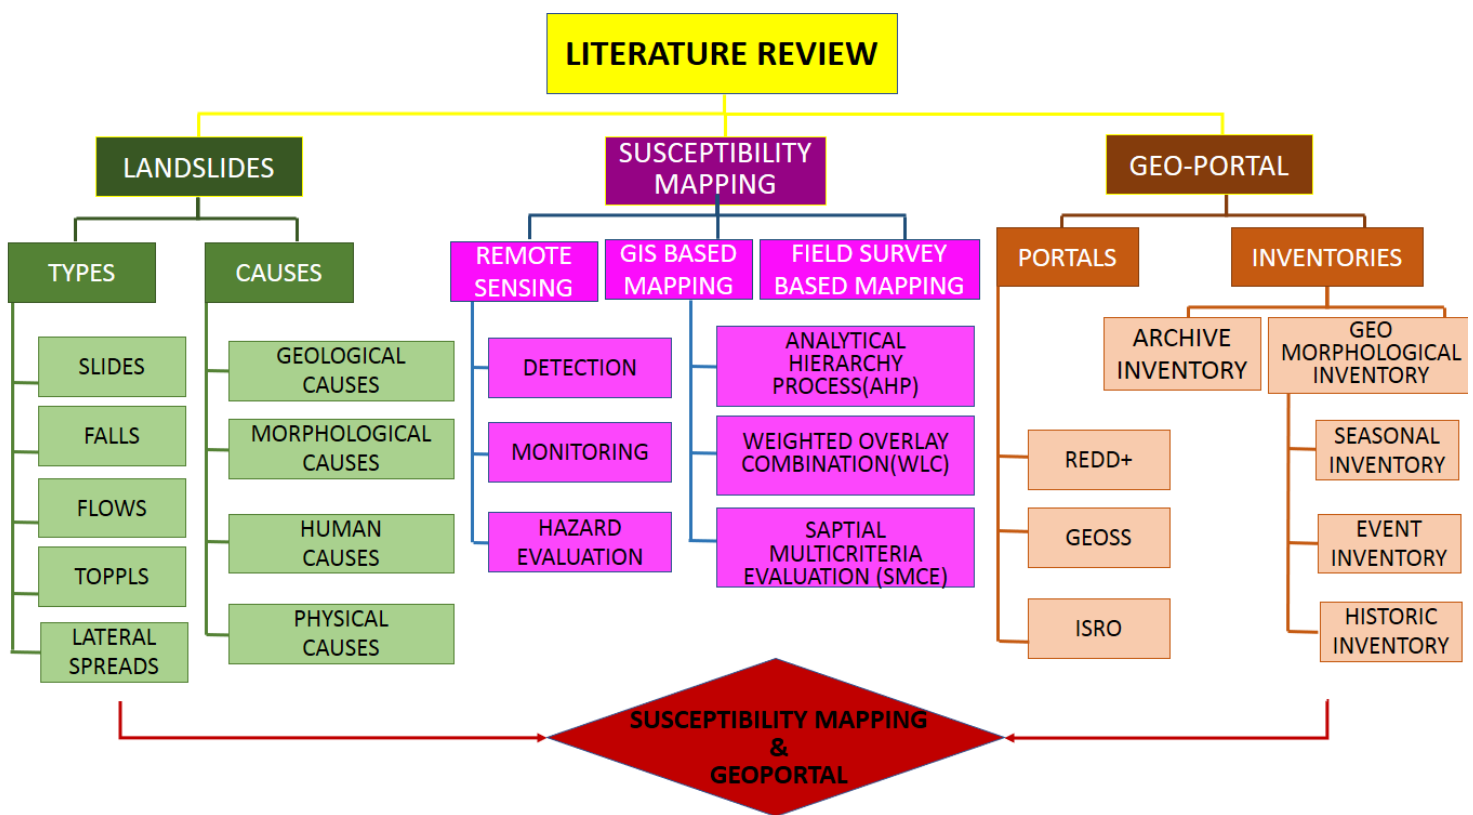 LITERATURE REVIEW
LANDSLIDES
SUSCEPTIBILITY
MAPPING
GEO-PORTAL
TYPES
CAUSES
REMOTE
SENSING
GIS BASED
MAPPING
FIELD SURVEY
BASED MAPPING
PORTALS
INVENTORIES
SLIDES
FALLS
FLOWS
TOPPLS
LATERAL
SPREADS
GEOLOGICAL
CAUSES
MORPHOLOGICAL
CAUSES
HUMAN
CAUSES
PHYSICAL
CAUSES
DETECTION
MONITORING
HAZARD
EVALUATION
ANALYTICAL
HIERARCHY
PROCESS(AHP)
WEIGHTED OVERLAY
COMBINATION(WLC)
SAPTIAL
MULTICRITERIA
EVALUATION (SMCE)
REDD+
GEOSS
ISRO
ARCHIVE
INVENTORY
GEO
MORPHOLOGICAL
INVENTORY
SEASONAL
INVENTORY
EVENT
INVENTORY
HISTORIC
INVENTORY
SUSCEPTIBILITY MAPPING
&
GEOPORTAL